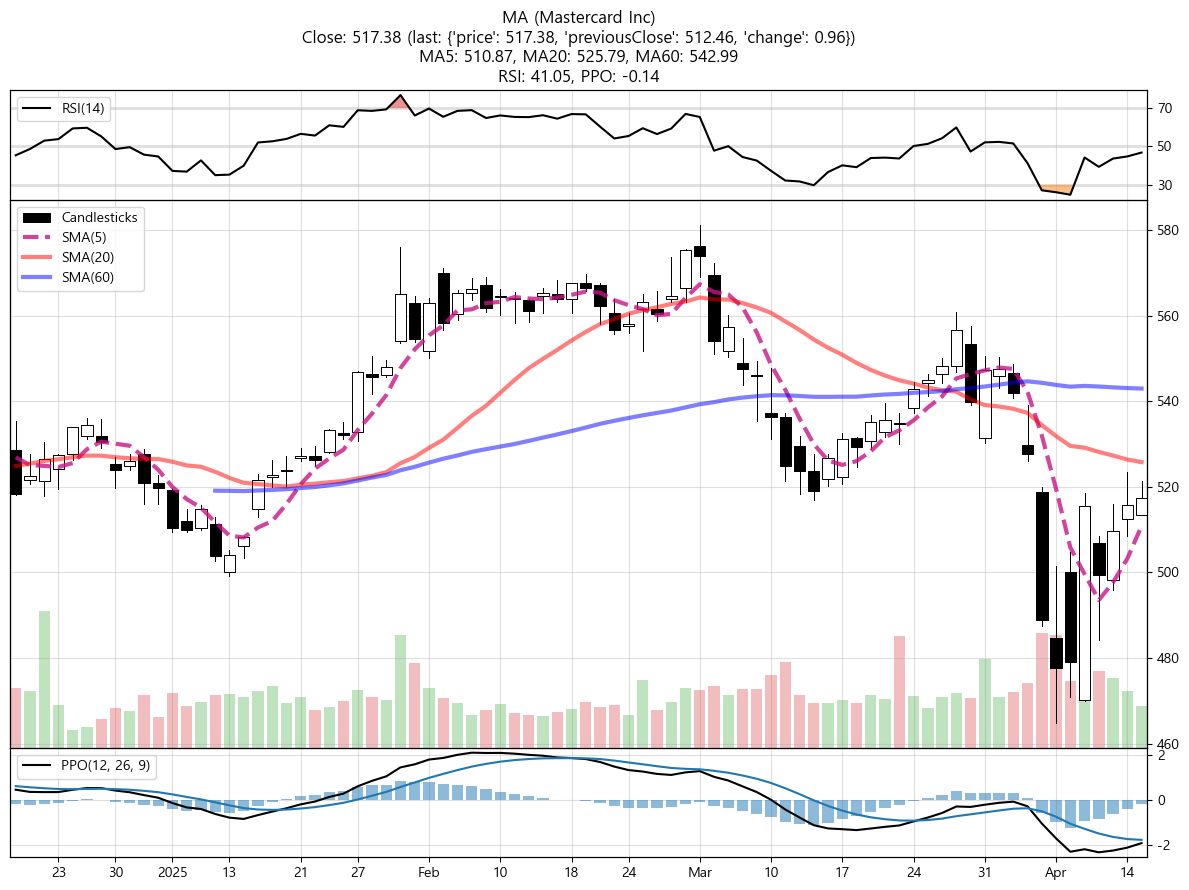 MA (Mastercard Inc)
Close: 517.38 (last: {'price': 517.38, 'previousClose': 512.46, 'change': 0.96})
MA5: 510.87, MA20: 525.79, MA60: 542.99
RSI: 41.05, PPO: -0.14
RSI(14)
70
50
30
Candlesticks
SMA(5)
SMA(20)
SMA(60)
580
560
540
520
500
480
460
PPO(12, 26, 9)
2
0
-2
23 30 2025 13 21 27 Feb 10 18 24 Mar 10 17 24 31 Apr 14